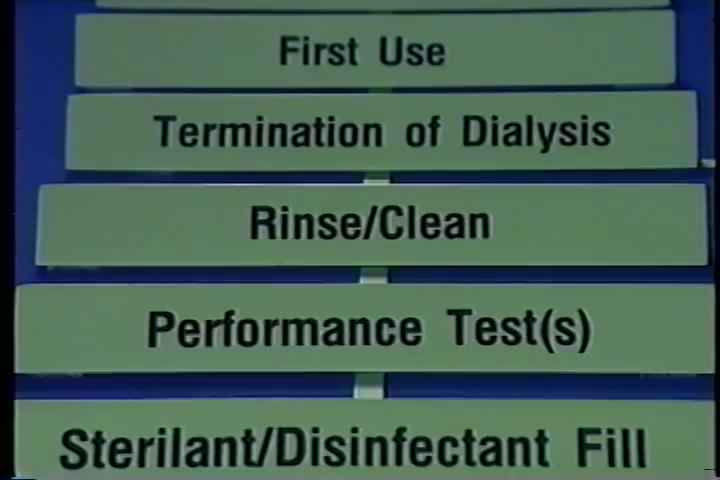 First Use
Termination of Dialysis
Rinse/Clean
Performance Test(s)
Sterilant/Disinfectant Fill